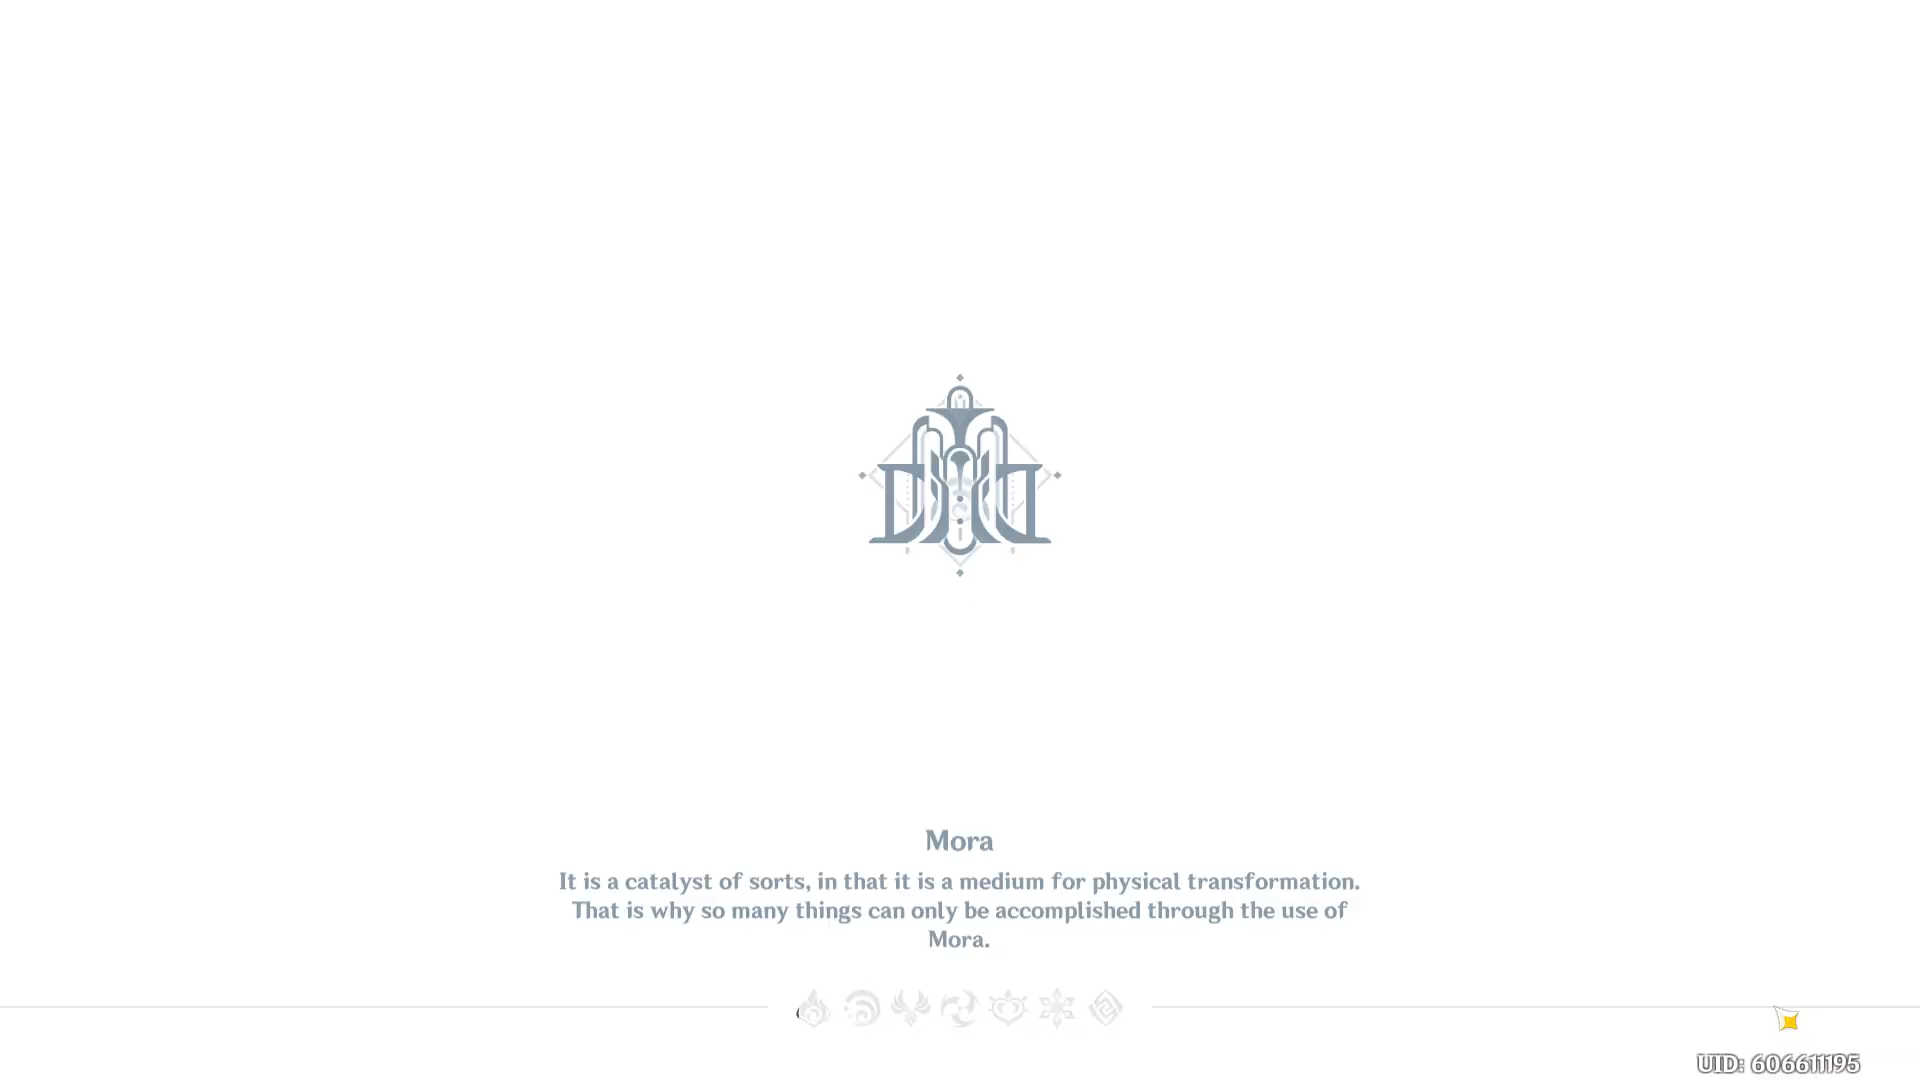 Mora
It is a catalyst of sorts, in that it is a medium for physical transformation.
That is why so many things can only be accomplished through the use of
Mora.
UID: 606611195